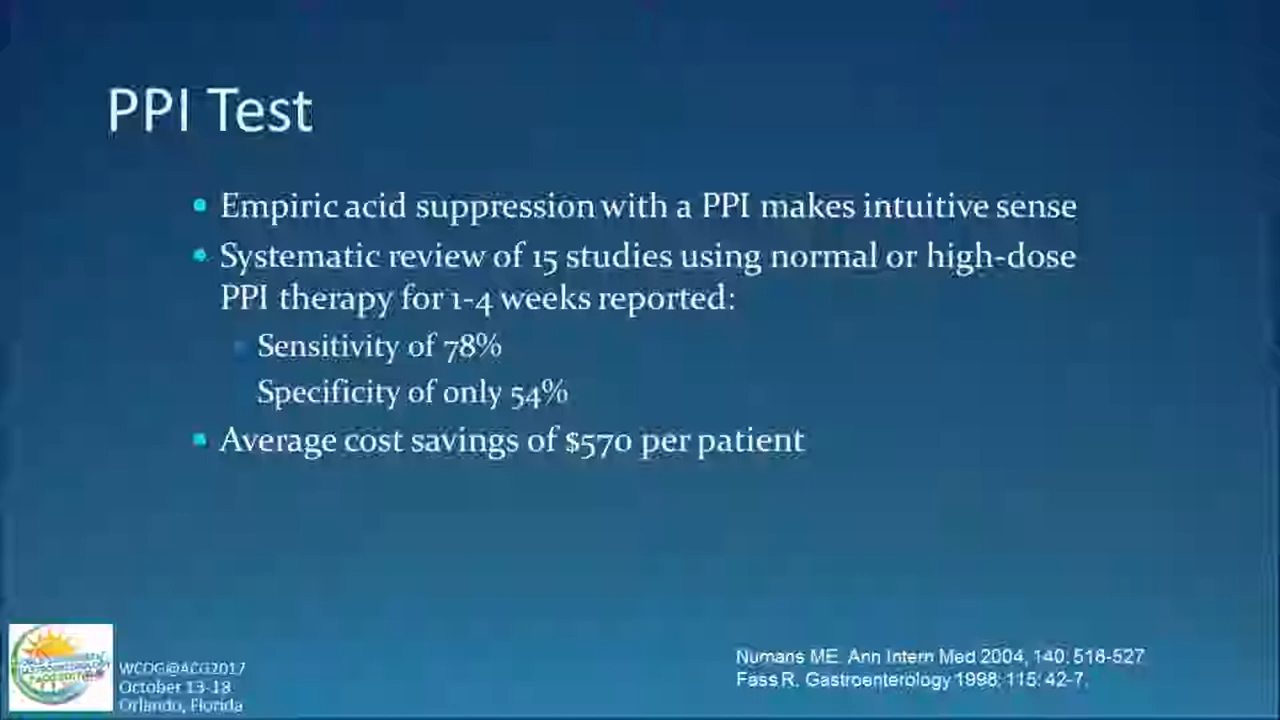 PPI Test
Empiric acid suppression with a PPI makes intuitive sense
Systematic review of 15 studies using normal or high-dose
PPI therapy for 1-4 weeks reported:
Sensitivity of 78%
Specificity of only 54%
Average cost savings of $570 per patient
WCOG@ACG2017
October 13-18
Orlando, Florida
Numans ME. Ann Intern Med 2004; 140: 518-527
Fass R. Gastroenterology 1998; 115: 42-7.